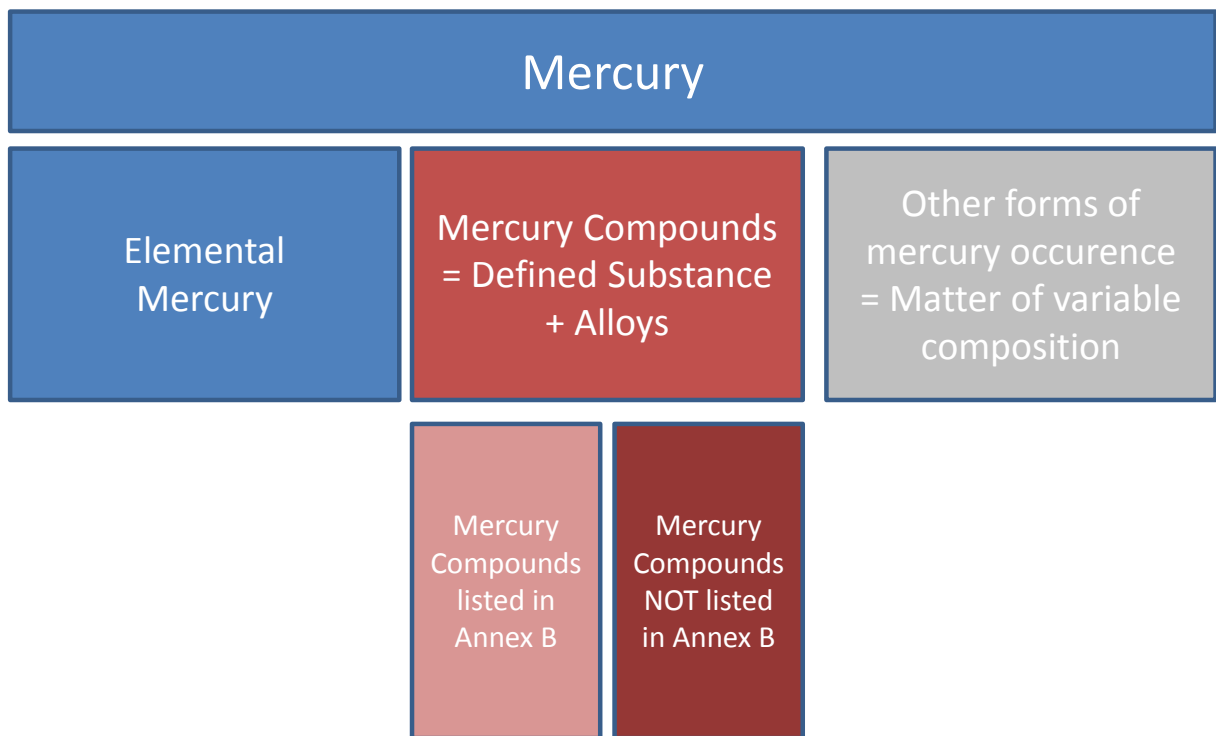 Mercury
Elemental
Mercury
Mercury Compounds
= Defined Substance
+ Alloys
Other forms of
mercury occurence
= Matter of variable
composition
Mercury
Compounds
listed in
Annex B
Mercury
Compounds
NOT listed
in Annex B